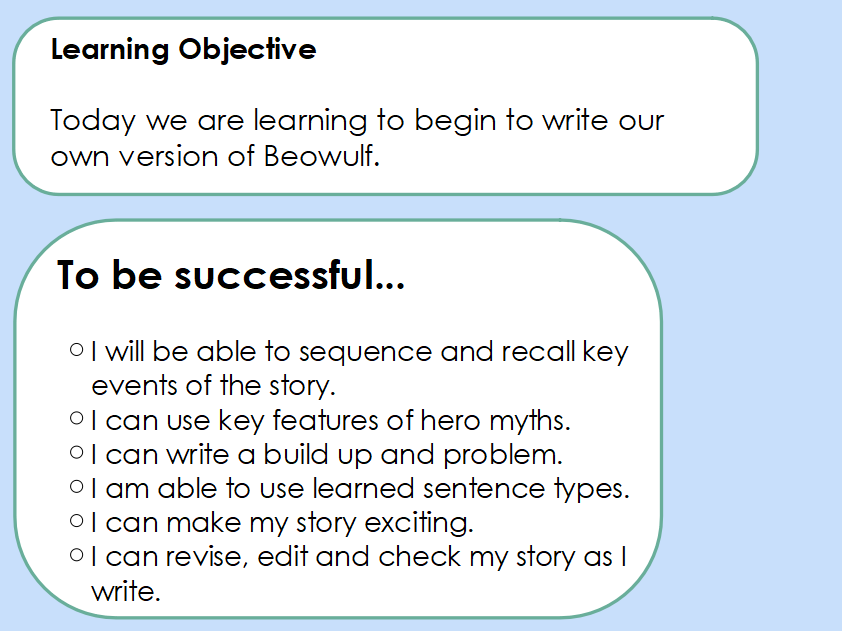 Learning Objective
Today we are learning to begin to write our
own version of Beowulf.
To be successful...
○ I will be able to sequence and recall key
events of the story.
○ I can use key features of hero myths.
○ I can write a build up and problem.
○ I am able to use learned sentence types.
○ I can make my story exciting.
○ I can revise, edit and check my story as I
write.